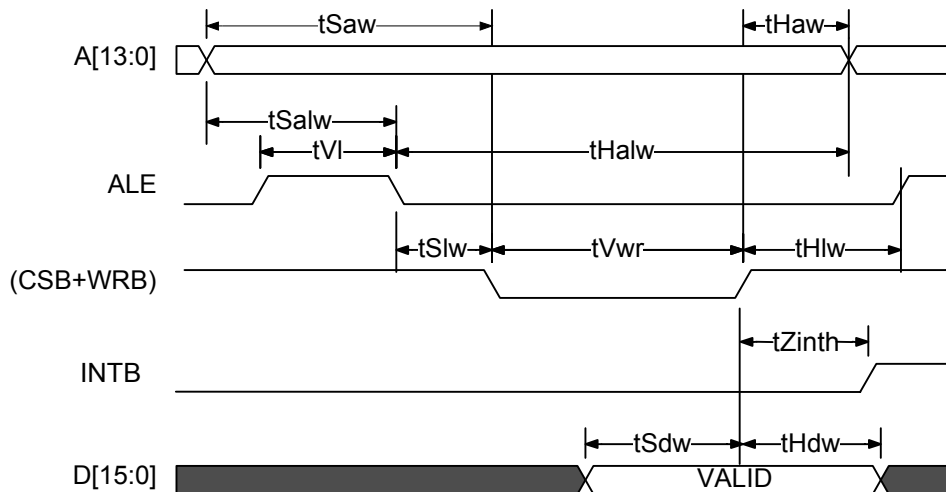 tSaw
tHaw
A[13:0]
tSalw
tVl
tHalw
ALE
tSlw
tVwr
tHlw
(CSB+WRB)
tZinth
INTB
tSdw
tHdw
D[15:0]
VALID